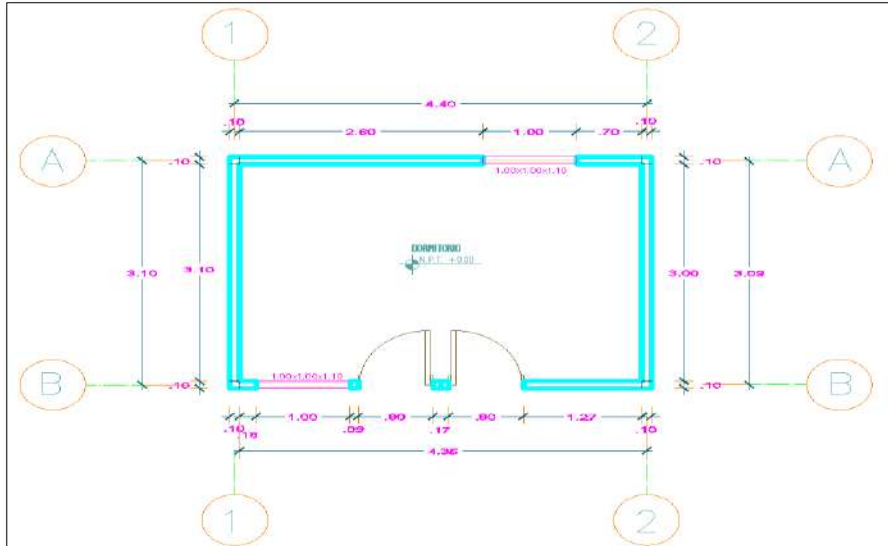 1 2
4.40
.10 2.60 1.00 .70 .10
A .10 .10 A
1.00x1.00x1.10
DORMITORIO
N.P.T. +0.00
3.10 3.10 3.00 3.09
1.00x1.00x1.10
B .10 .10 B
1.00 .09 .80 .17 .80 1.27
.10 .18 .10
4.35
1 2